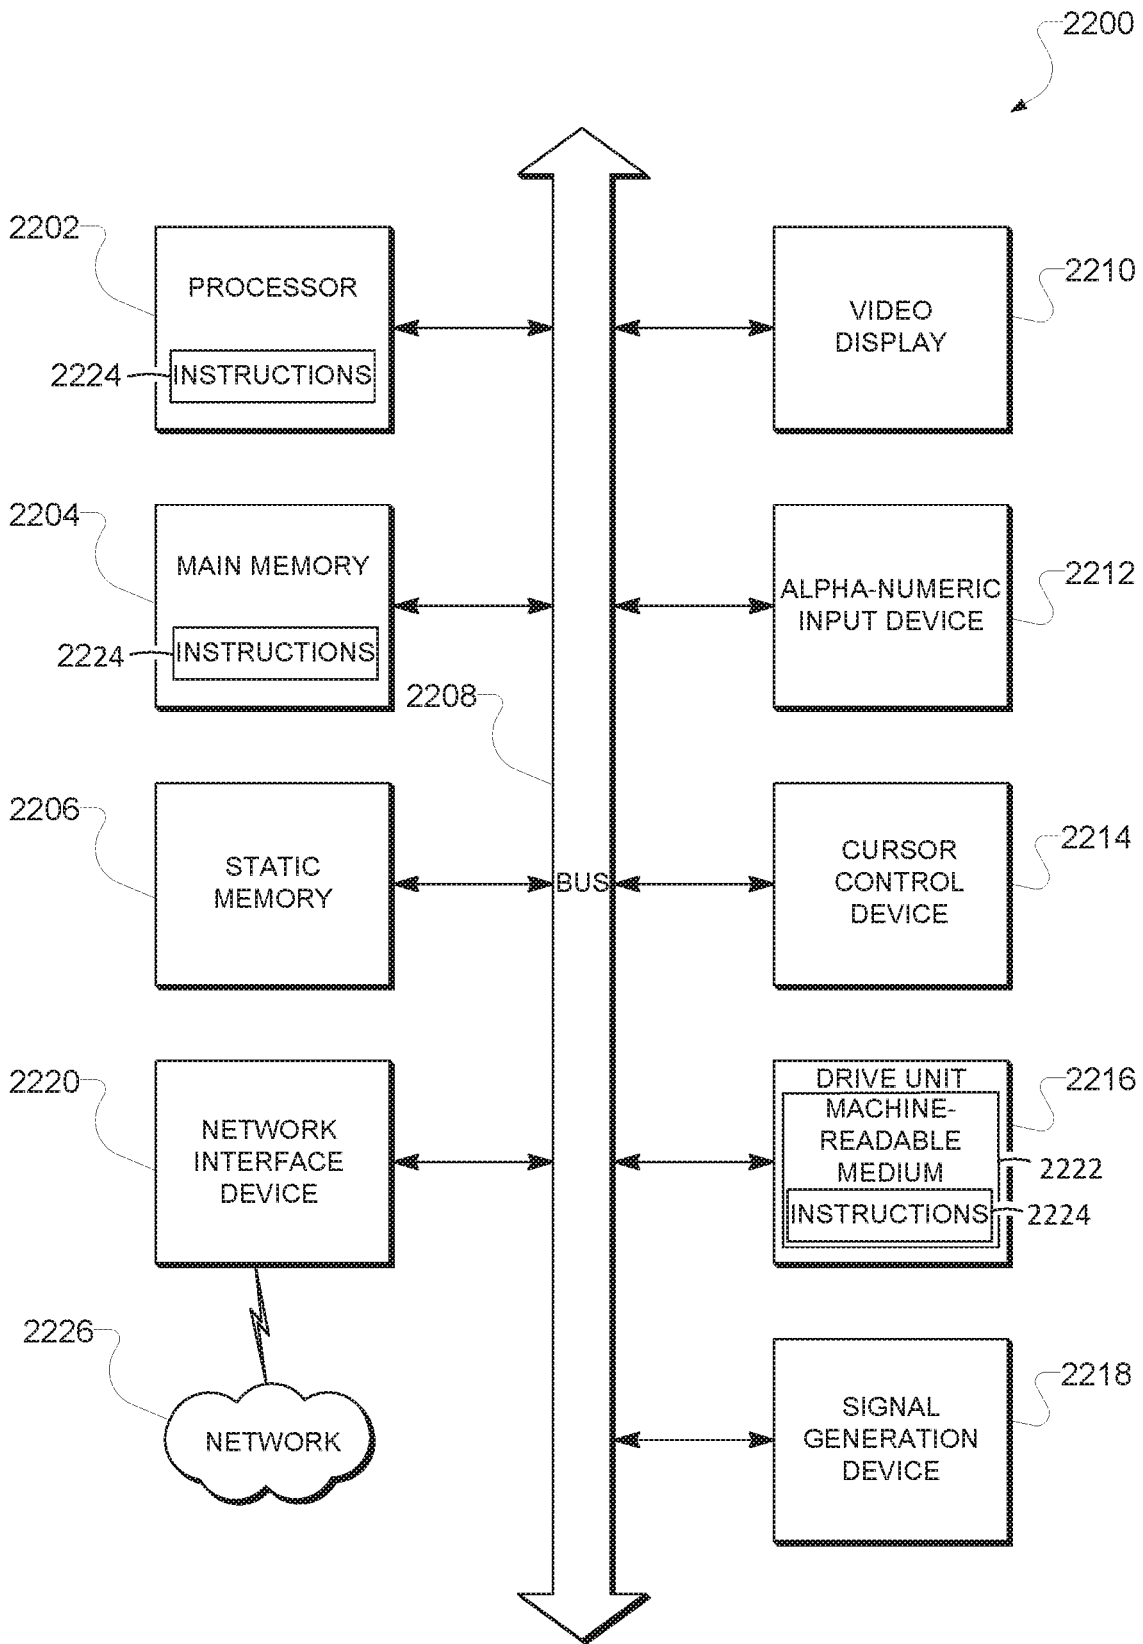 2200
2202
PROCESSOR
2224
INSTRUCTIONS
2204
MAIN MEMORY
2224
INSTRUCTIONS
2208
2206
STATIC
MEMORY
BUS
2220
NETWORK
INTERFACE
DEVICE
2226
NETWORK
2210
VIDEO
DISPLAY
2212
ALPHA-NUMERIC
INPUT DEVICE
2214
CURSOR
CONTROL
DEVICE
DRIVE UNIT
2216
MACHINE-
READABLE
MEDIUM
2222
INSTRUCTIONS
2224
2218
SIGNAL
GENERATION
DEVICE